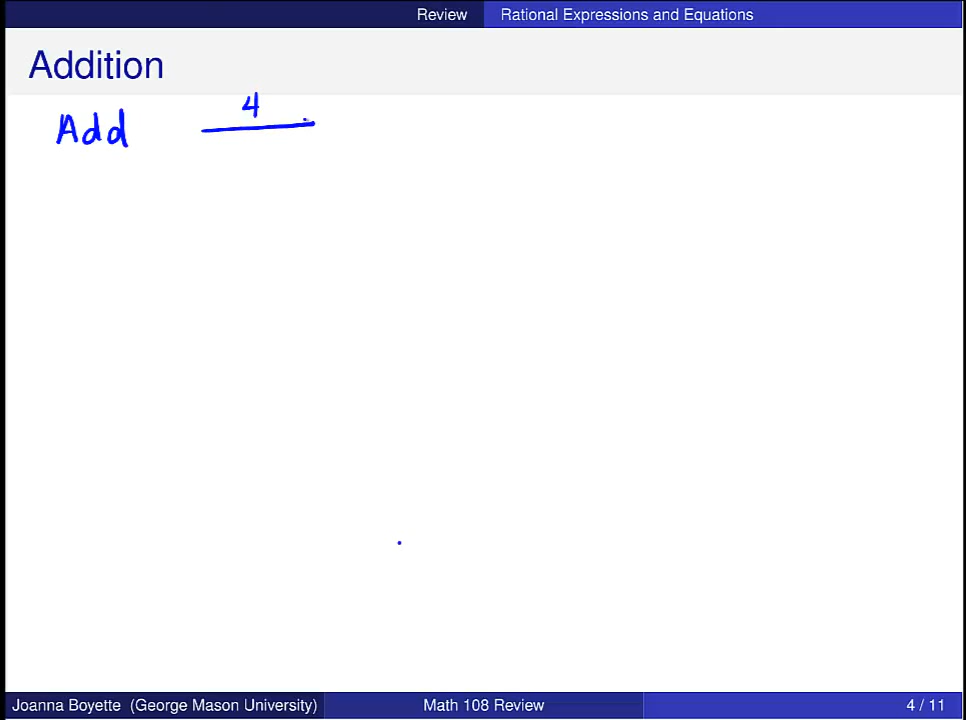 Review Rational Expressions and Equations
Addition
Add 4
Joanna Boyette (George Mason University) Math 108 Review 4 / 11